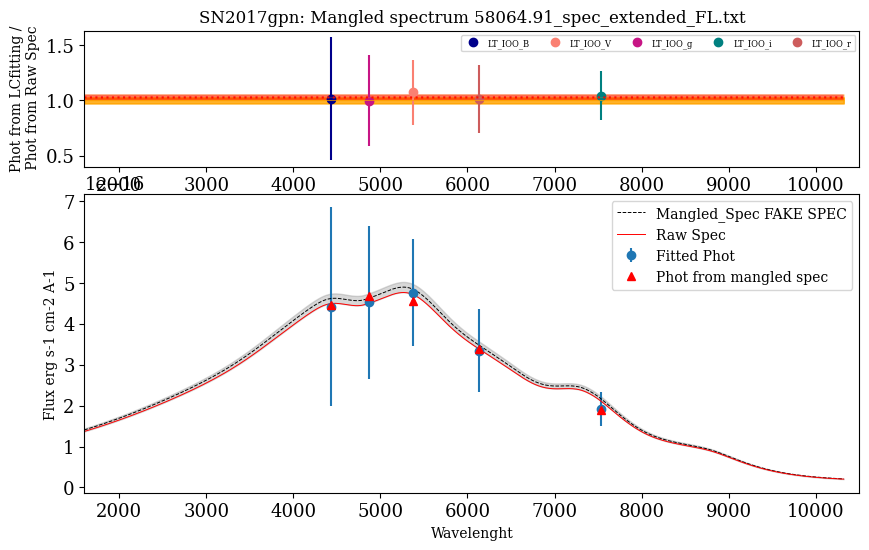 SN2017gpn: Mangled spectrum 58064.91_spec_extended_FL.txt
Phot from LCfitting /
Phot from Raw Spec
1.5
1.0
0.5
LT_IOO_B LT_IOO_V LT_IOO_g LT_IOO_i LT_IOO_r
2000 3000 4000 5000 6000 7000 8000 9000 10000
1e−16
Flux erg s-1 cm-2 A-1
7
6
5
4
3
2
1
0
Mangled_Spec FAKE SPEC
Raw Spec
Fitted Phot
Phot from mangled spec
2000 3000 4000 5000 6000 7000 8000 9000 10000
Wavelenght